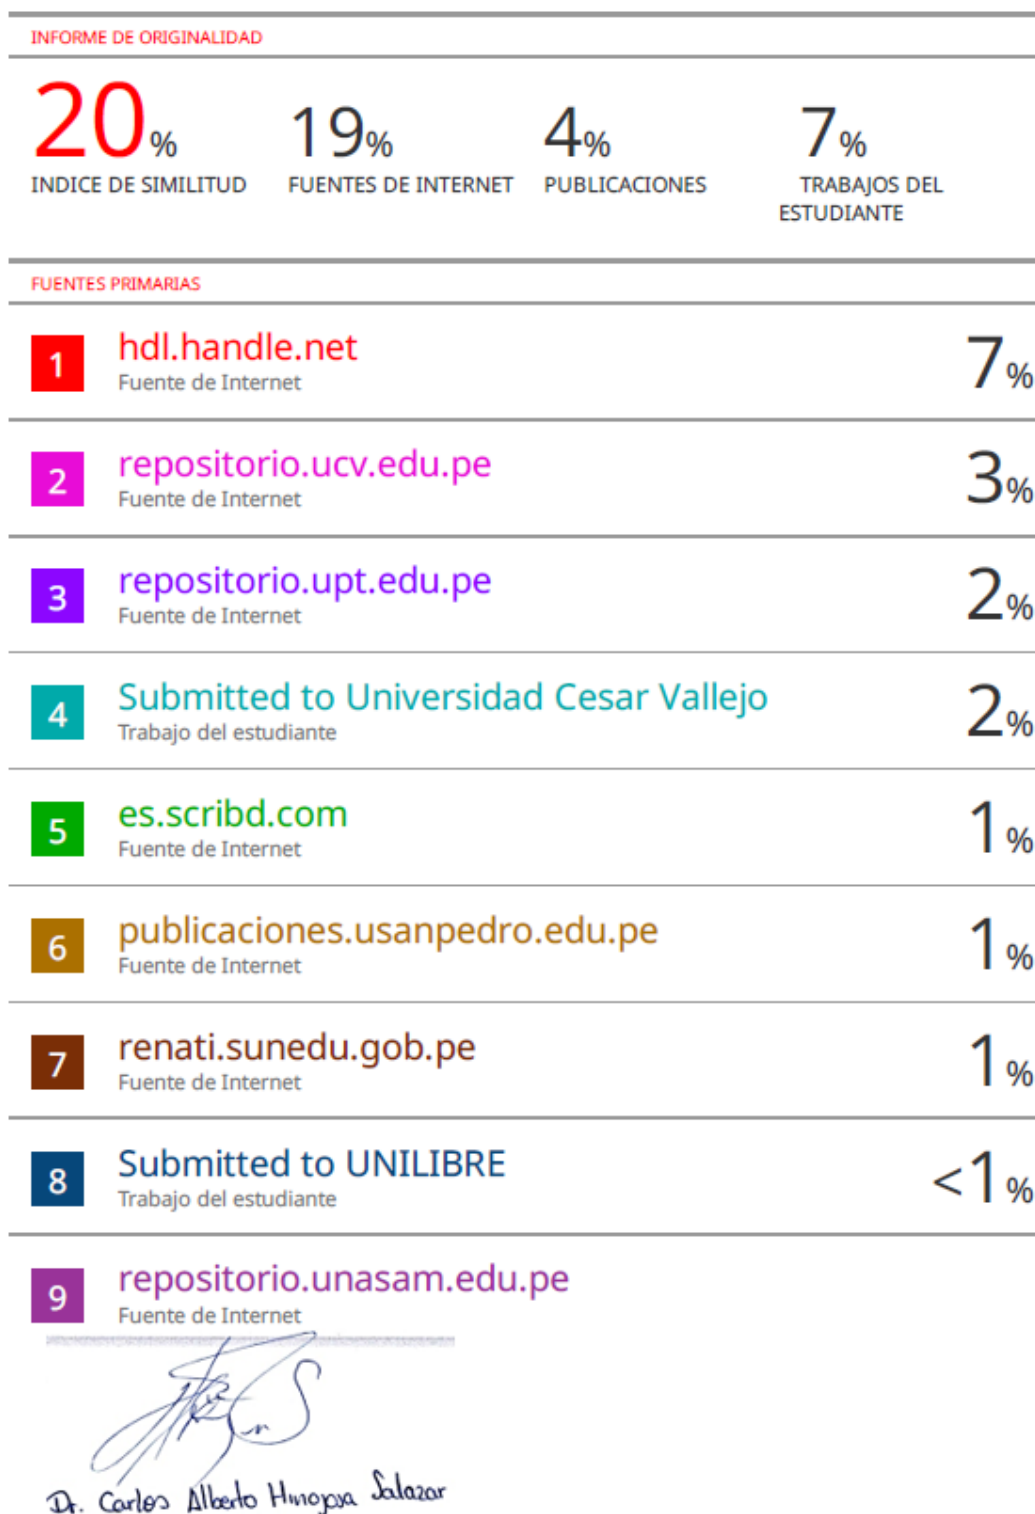 INFORME DE ORIGINALIDAD
20% 19% 4% 7%
INDICE DE SIMILITUD FUENTES DE INTERNET PUBLICACIONES TRABAJOS DEL
ESTUDIANTE
FUENTES PRIMARIAS
1 hdl.handle.net 7%
Fuente de Internet
2 repositorio.ucv.edu.pe 3%
Fuente de Internet
3 repositorio.upt.edu.pe 2%
Fuente de Internet
4 Submitted to Universidad Cesar Vallejo 2%
Trabajo del estudiante
5 es.scribd.com 1%
Fuente de Internet
6 publicaciones.usanpedro.edu.pe 1%
Fuente de Internet
7 renati.sunedu.gob.pe 1%
Fuente de Internet
8 Submitted to UNILIBRE <1%
Trabajo del estudiante
9 repositorio.unasam.edu.pe
Fuente de Internet
Dr. Carlos Alberto Hinojosa Salazar